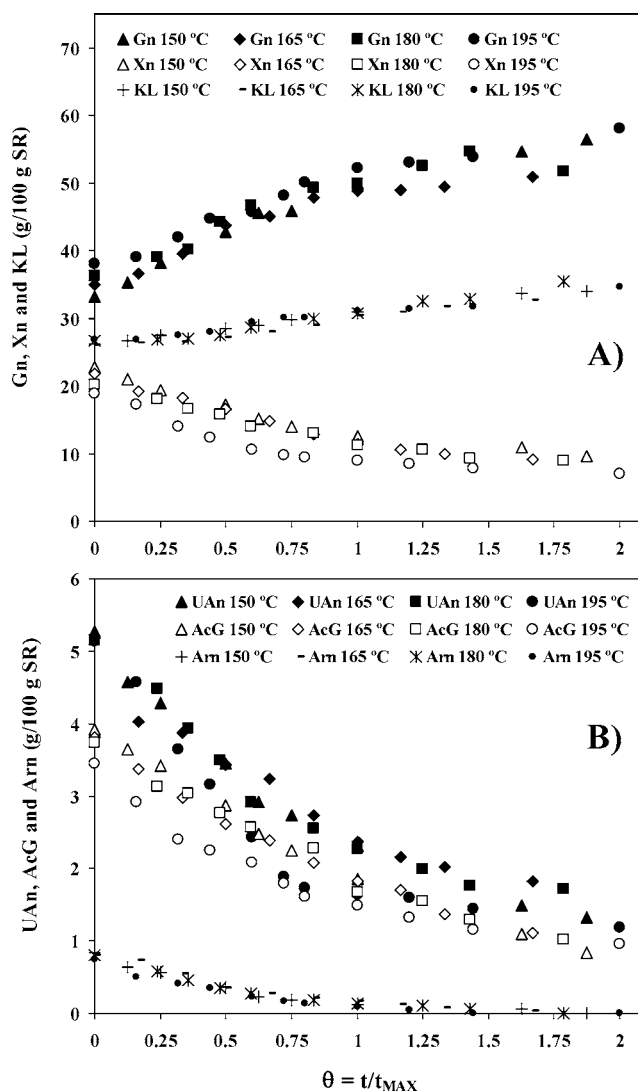 Gn 150 ºC Gn 165 ºC Gn 180 ºC Gn 195 ºC
Xn 150 ºC Xn 165 ºC Xn 180 ºC Xn 195 ºC
KL 150 ºC KL 165 ºC KL 180 ºC KL 195 ºC
70
60
50
40
30
20
10
0
Gn, Xn and KL (g/100 g SR)
A)
0 0.25 0.5 0.75 1 1.25 1.5 1.75 2
UAn 150 ºC UAn 165 ºC UAn 180 ºC UAn 195 ºC
AcG 150 ºC AcG 165 ºC AcG 180 ºC AcG 195 ºC
Arn 150 ºC Arn 165 ºC Arn 180 ºC Arn 195 ºC
6
5
4
3
2
1
0
UAn, AcG and Arn (g/100 g SR)
B)
0 0.25 0.5 0.75 1 1.25 1.5 1.75 2
θ = t/tMAX